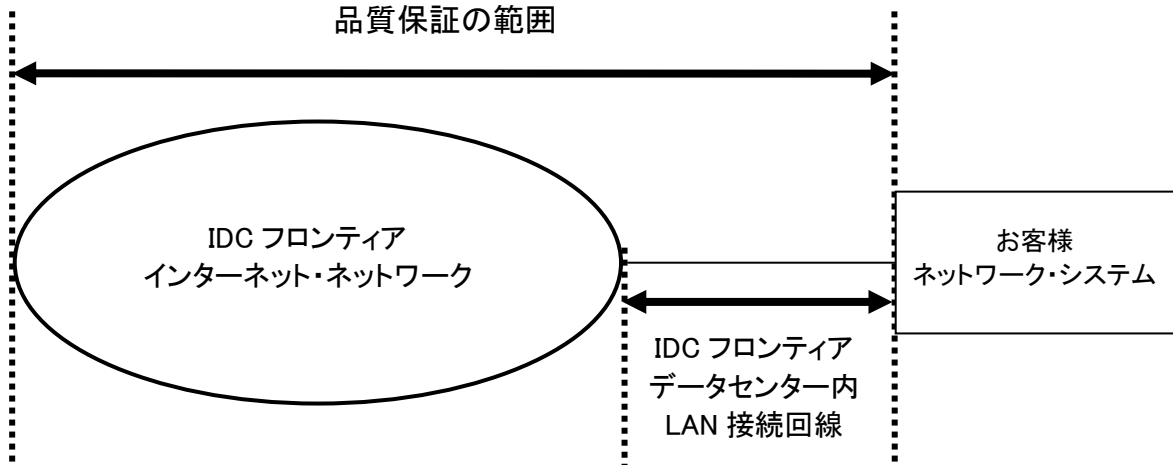 品質保証の範囲
IDC フロンティア
インターネット・ネットワーク
お客様
ネットワーク・システム
IDC フロンティア
データセンター内
LAN 接続回線